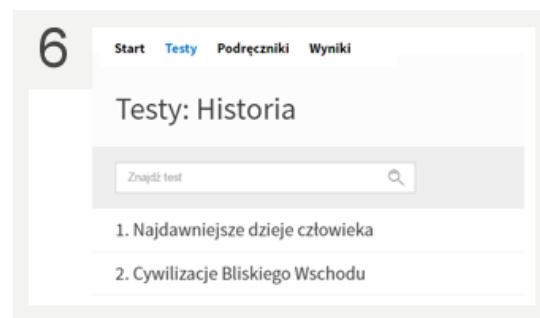 6
Start Testy Podręczniki Wyniki
Testy: Historia
Znajdź test
1. Najdawniejsze dzieje człowieka
2. Cywilizacje Bliskiego Wschodu